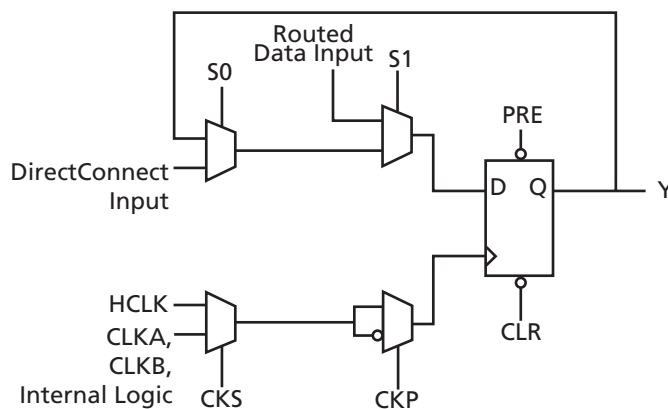 Routed
Data Input
S1
S0
PRE
DirectConnect
Input
D
Q
Y
HCLK
CLKA,
CLKB,
Internal Logic
CKS
CKP
CLR